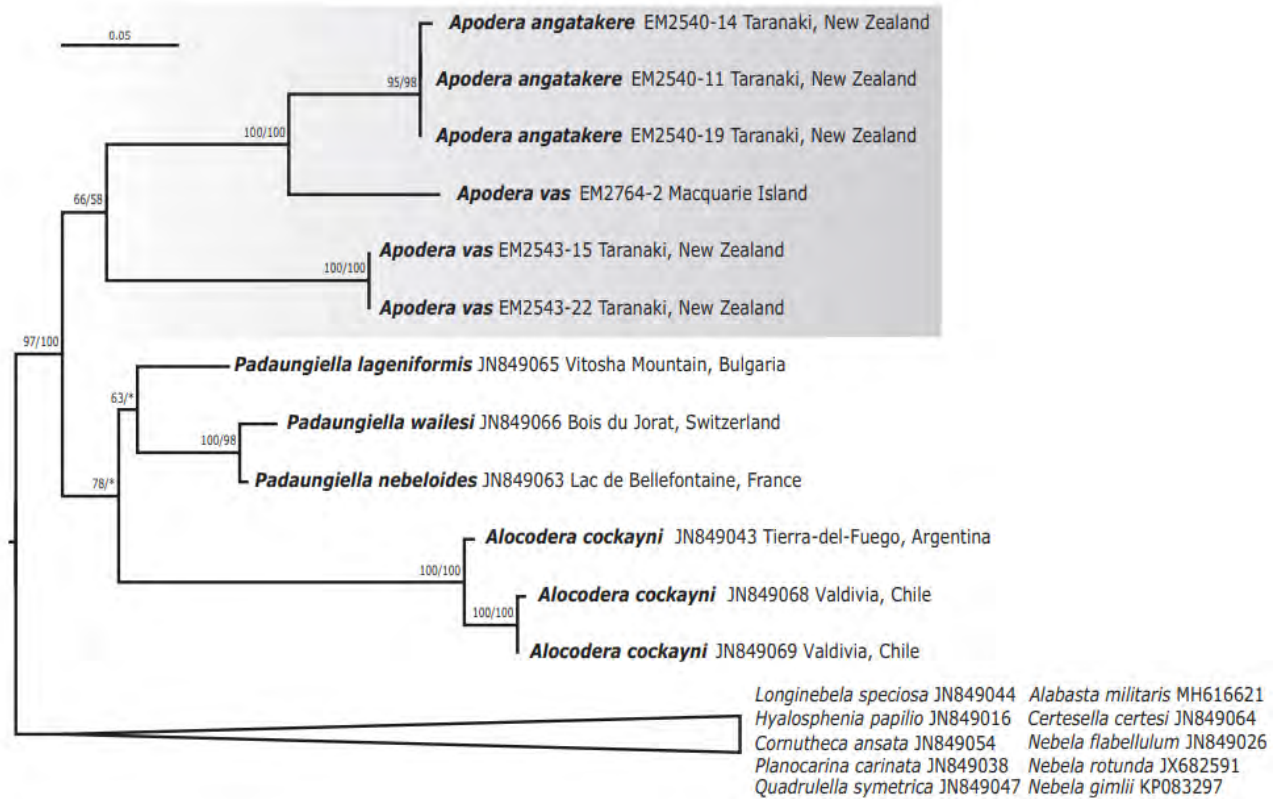 0.05
Apodera angatakere EM2540-14 Taranaki, New Zealand
95/98
Apodera angatakere EM2540-11 Taranaki, New Zealand
100/100
Apodera angatakere EM2540-19 Taranaki, New Zealand
66/58
Apodera vas EM2764-2 Macquarie Island
Apodera vas EM2543-15 Taranaki, New Zealand
100/100
Apodera vas EM2543-22 Taranaki, New Zealand
97/100
Padaungiella lageniformis JN849065 Vitosha Mountain, Bulgaria
63/*
Padaungiella wailesi JN849066 Bois du Jorat, Switzerland
100/98
Padaungiella nebeloides JN849063 Lac de Bellefontaine, France
78/*
Alocodera cockayni JN849043 Tierra-del-Fuego, Argentina
100/100
Alocodera cockayni JN849068 Valdivia, Chile
100/100
Alocodera cockayni JN849069 Valdivia, Chile
Longinebela speciosa JN849044 Alabasta militaris MH616621
Hyalosphenia papilio JN849016 Certesella certesi JN849064
Cornutheca ansata JN849054 Nebela flabellulum JN849026
Planocarina carinata JN849038 Nebela rotunda JX682591
Quadrulella symetrica JN849047 Nebela gimlii KP083297